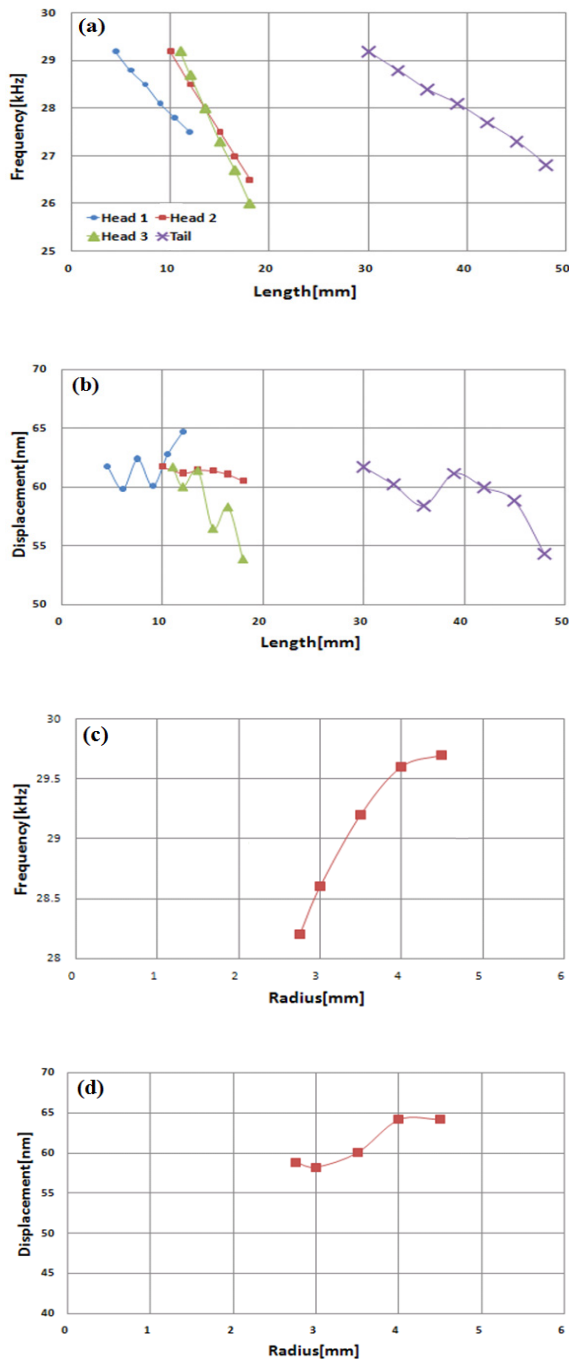 (a)
Frequency[kHz]
30
29
28
27
26
25
Head 1 Head 2
Head 3 Tail
0 10 20 30 40 50
Length[mm]
(b)
Displacement[nm]
70
65
60
55
50
0 10 20 30 40 50
Length[mm]
(c)
Frequency[kHz]
30
29.5
29
28.5
28
0 1 2 3 4 5 6
Radius[mm]
(d)
Displacement[nm]
70
65
60
55
50
45
40
0 1 2 3 4 5 6
Radius[mm]